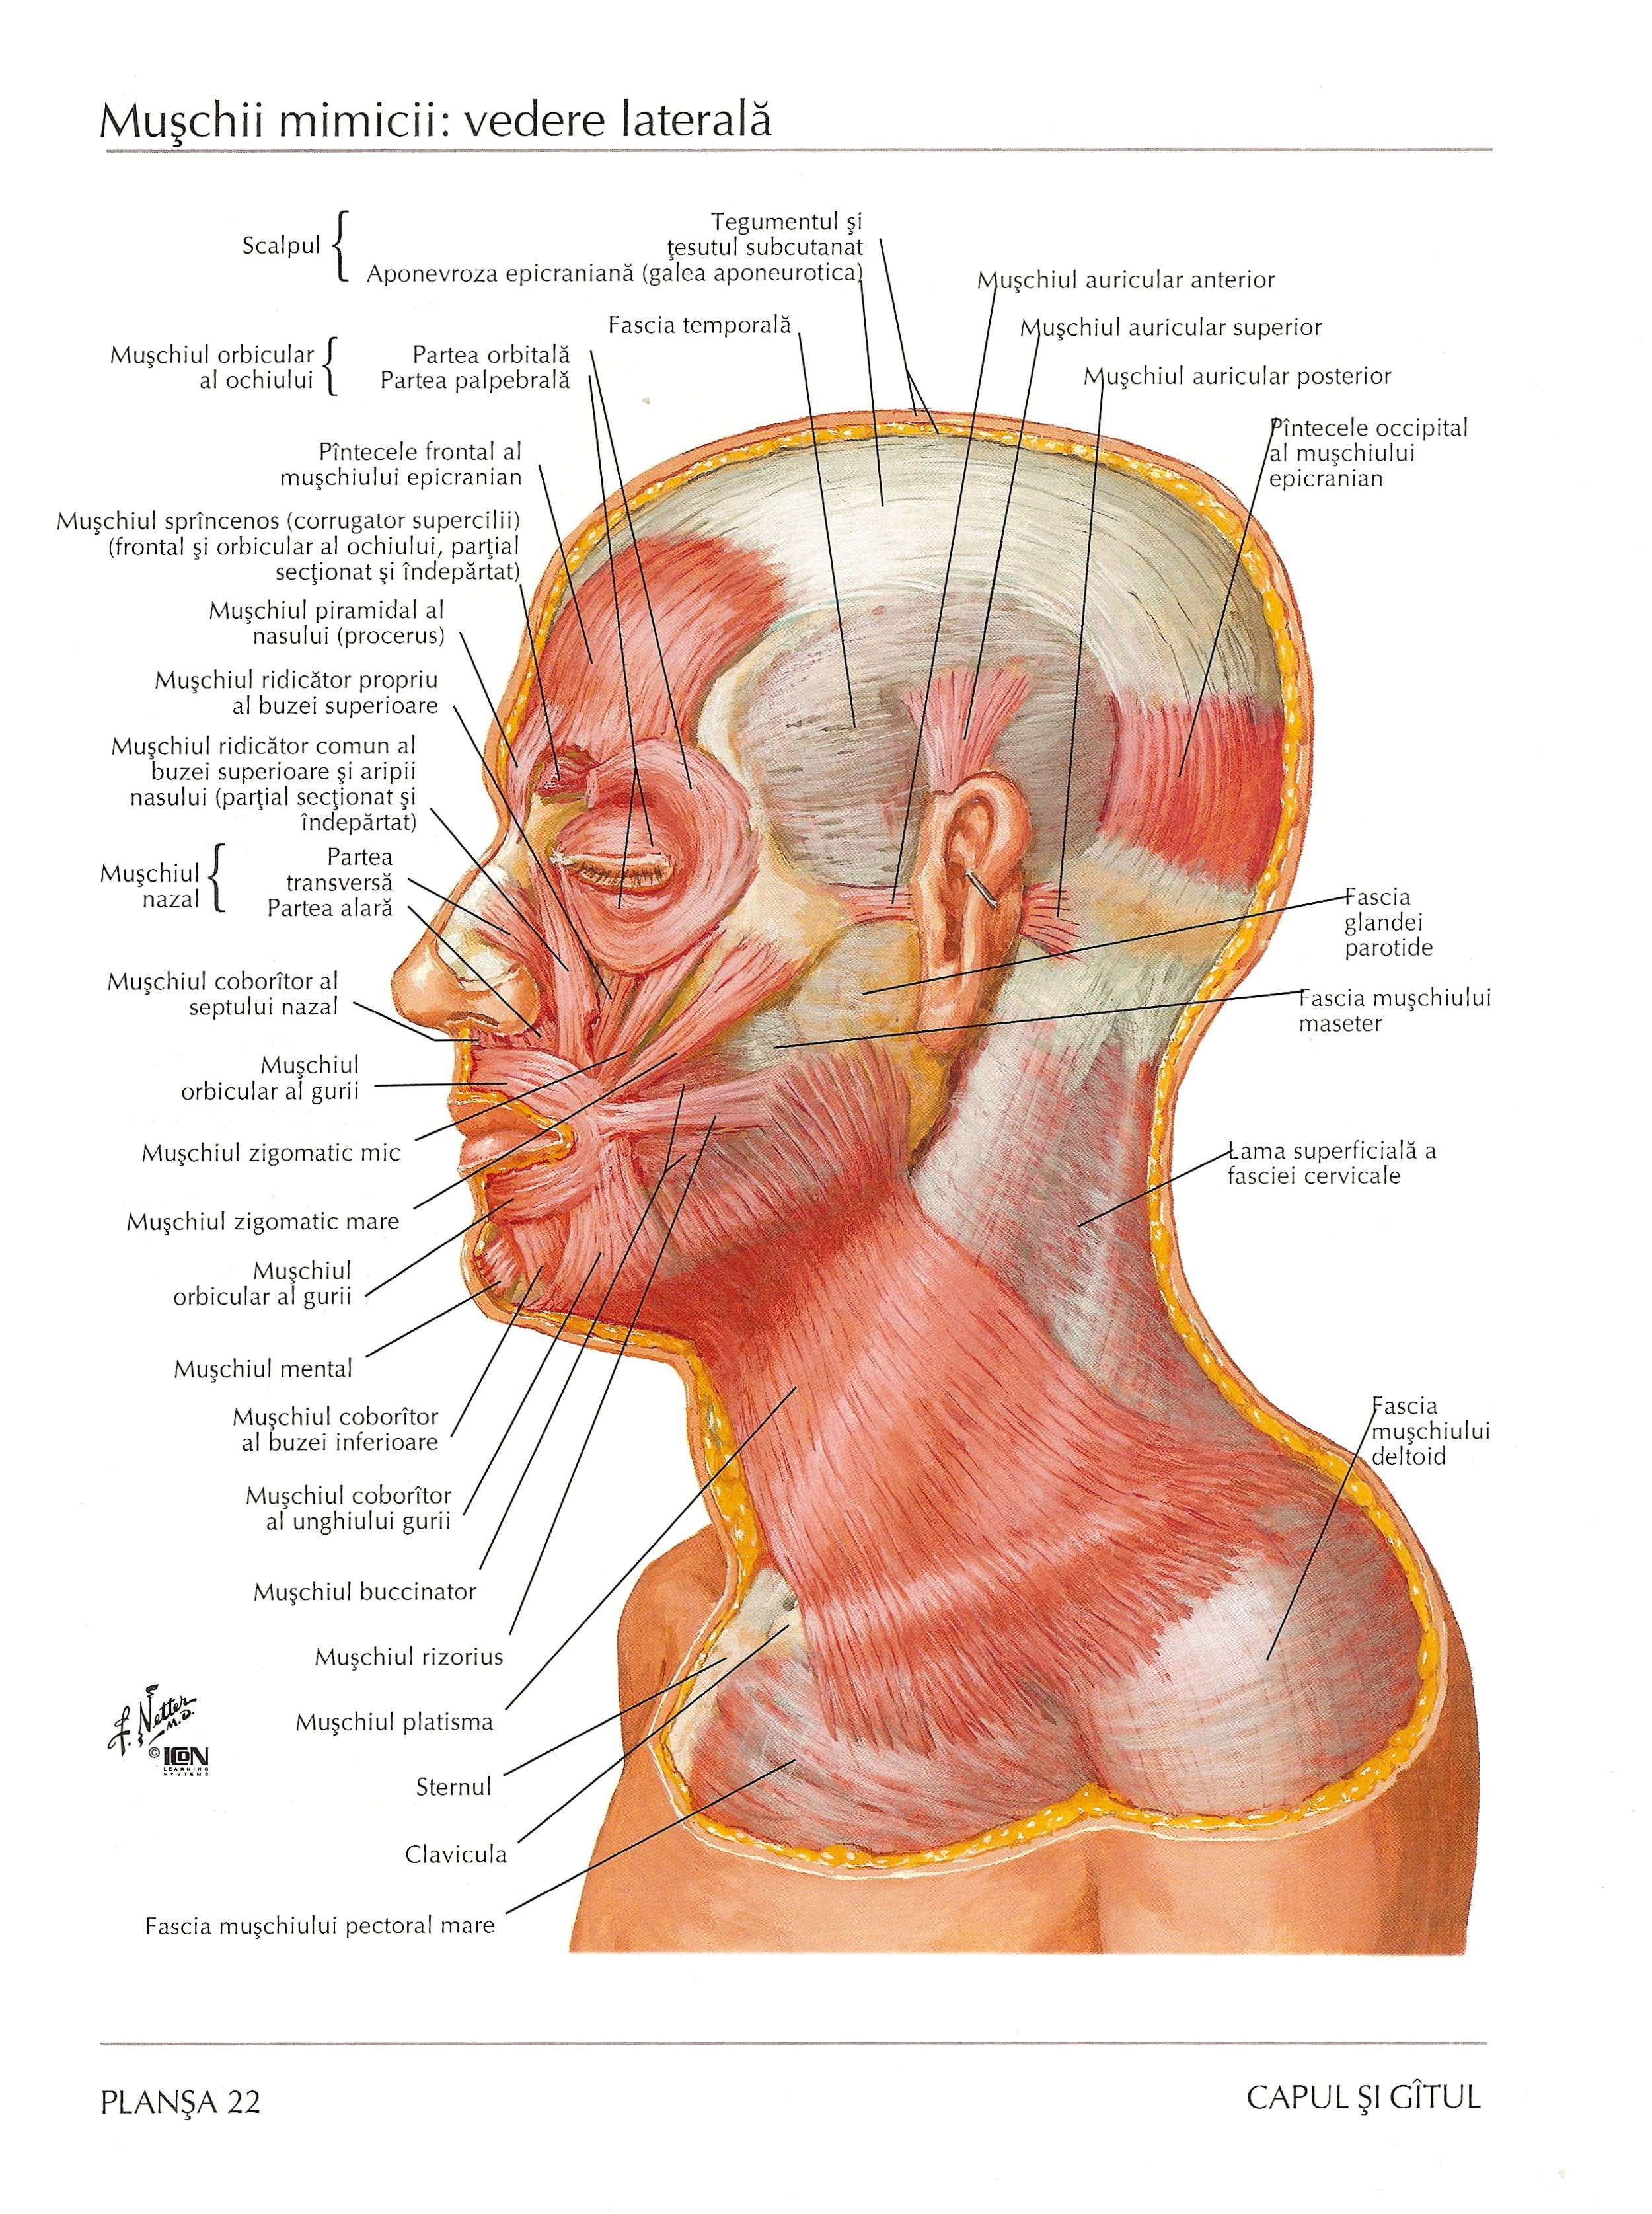 Muşchii mimicii: vedere laterală
Scalpul
Tegumentul şi
ţesutul subcutanat
Aponevroza epicraniană (galea aponeurotica)
Fascia temporală
Muşchiul orbicular
al ochiului
Partea orbitală
Partea palpebrală
Pîntecele frontal al
muşchiului epicranian
Muşchiul sprîncenos (corrugator supercilii)
(frontal şi orbicular al ochiului, parţial
secţionat şi îndepărtat)
Muşchiul piramidal al
nasului (procerus)
Muşchiul ridicător propriu
al buzei superioare
Muşchiul ridicător comun al
buzei superioare şi aripii
nasului (parţial secţionat şi
îndepărtat)
Muşchiul
nazal
Partea
transversă
Partea alară
Muşchiul coborîtor al
septului nazal
Muşchiul
orbicular al gurii
Muşchiul zigomatic mic
Muşchiul zigomatic mare
Muşchiul
orbicular al gurii
Muşchiul mental
Muşchiul coborîtor
al buzei inferioare
Muşchiul coborîtor
al unghiului gurii
Muşchiul buccinator
Muşchiul rizorius
Muşchiul platisma
Sternul
Clavicula
Fascia muşchiului pectoral mare
Muşchiul auricular anterior
Muşchiul auricular superior
Muşchiul auricular posterior
Pîntecele occipital
al muşchiului
epicranian
Fascia
glandei
parotide
Fascia muşchiului
maseter
Lama superficială a
fasciei cervicale
Fascia
muşchiului
deltoid
F. Netter
M.D.
© ICON
LEARNING
SYSTEMS
PLANŞA 22
CAPUL ŞI GÎTUL